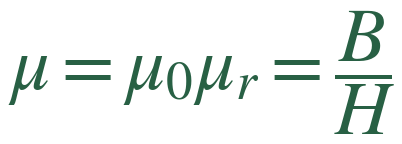 μ = μ₀μᵣ = B/H